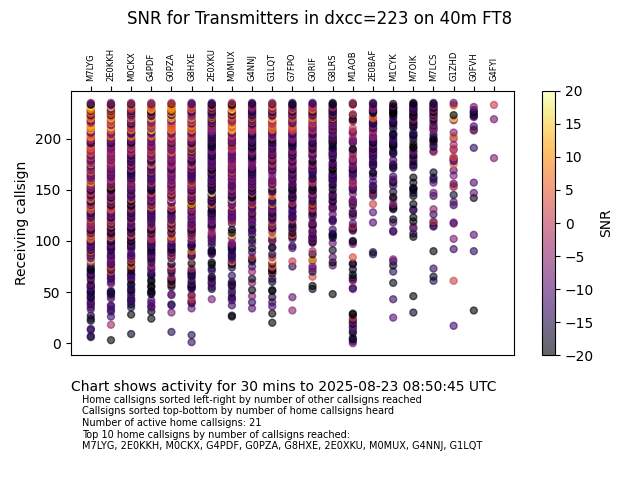 SNR for Transmitters in dxcc=223 on 40m FT8
M7LYG 2E0KKH M0CKX G4PDF G0PZA G8HXE 2E0XKU M0MUX G4NNJ G1LQT G7FPO G0RIF G8LRS M1AOB 2E0BAF M1CYK M7OIK M7LCS G1ZHD G0FVH G4FYI
Receiving callsign
200
150
100
50
0
20
15
10
5
0
−5
−10
−15
−20
SNR
Chart shows activity for 30 mins to 2025-08-23 08:50:45 UTC
Home callsigns sorted left-right by number of other callsigns reached
Callsigns sorted top-bottom by number of home callsigns heard
Number of active home callsigns: 21
Top 10 home callsigns by number of callsigns reached:
M7LYG, 2E0KKH, M0CKX, G4PDF, G0PZA, G8HXE, 2E0XKU, M0MUX, G4NNJ, G1LQT